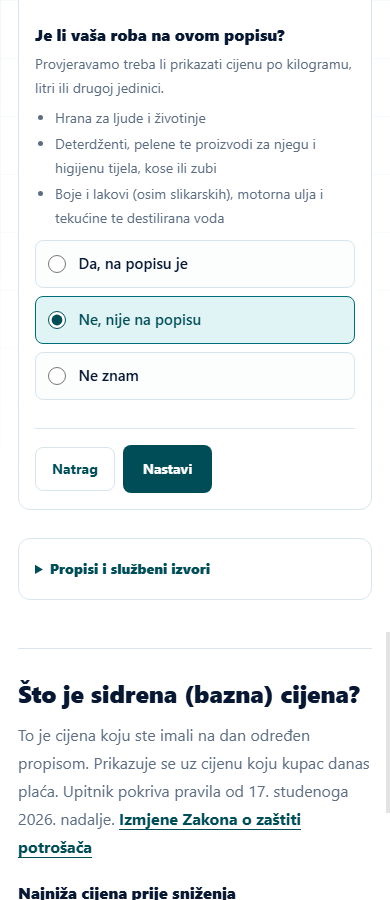 Je li vaša roba na ovom popisu?
Provjeravamo treba li prikazati cijenu po kilogramu,
litri ili drugoj jedinici.
Hrana za ljude i životinje
Deterdženti, pelene te proizvodi za njegu i
higijenu tijela, kose ili zubi
Boje i lakovi (osim slikarskih), motorna ulja i
tekućine te destilirana voda
Da, na popisu je
Ne, nije na popisu
Ne znam
Natrag
Nastavi
Propisi i službeni izvori
Što je sidrena (bazna) cijena?
To je cijena koju ste imali na dan određen
propisom. Prikazuje se uz cijenu koju kupac danas
plaća. Upitnik pokriva pravila od 17. studenoga
2026. nadalje. Izmjene Zakona o zaštiti
potrošača
Najniža cijena prije sniženja